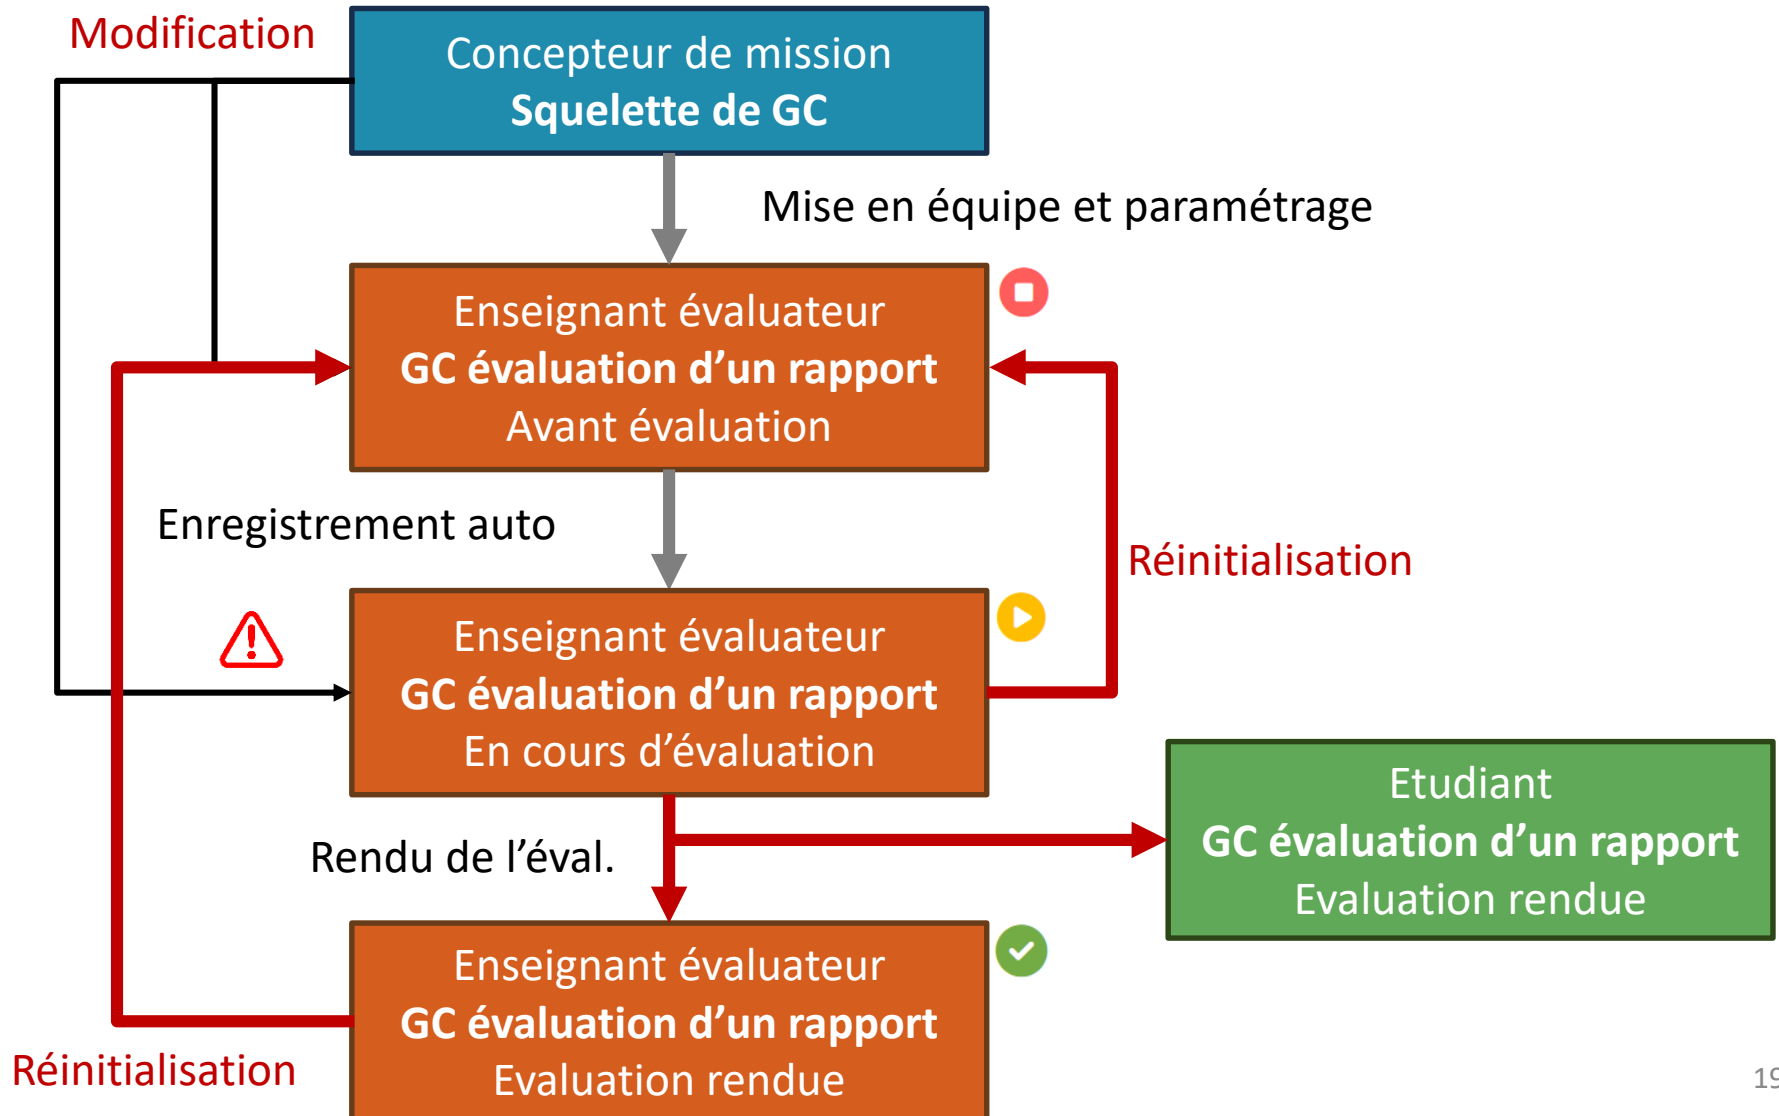 Modification
Concepteur de mission
Squelette de GC
Mise en équipe et paramétrage
Enseignant évaluateur
GC évaluation d’un rapport
Avant évaluation
Enregistrement auto
Réinitialisation
Enseignant évaluateur
GC évaluation d’un rapport
En cours d’évaluation
Rendu de l’éval.
Etudiant
GC évaluation d’un rapport
Evaluation rendue
Enseignant évaluateur
GC évaluation d’un rapport
Evaluation rendue
Réinitialisation
19